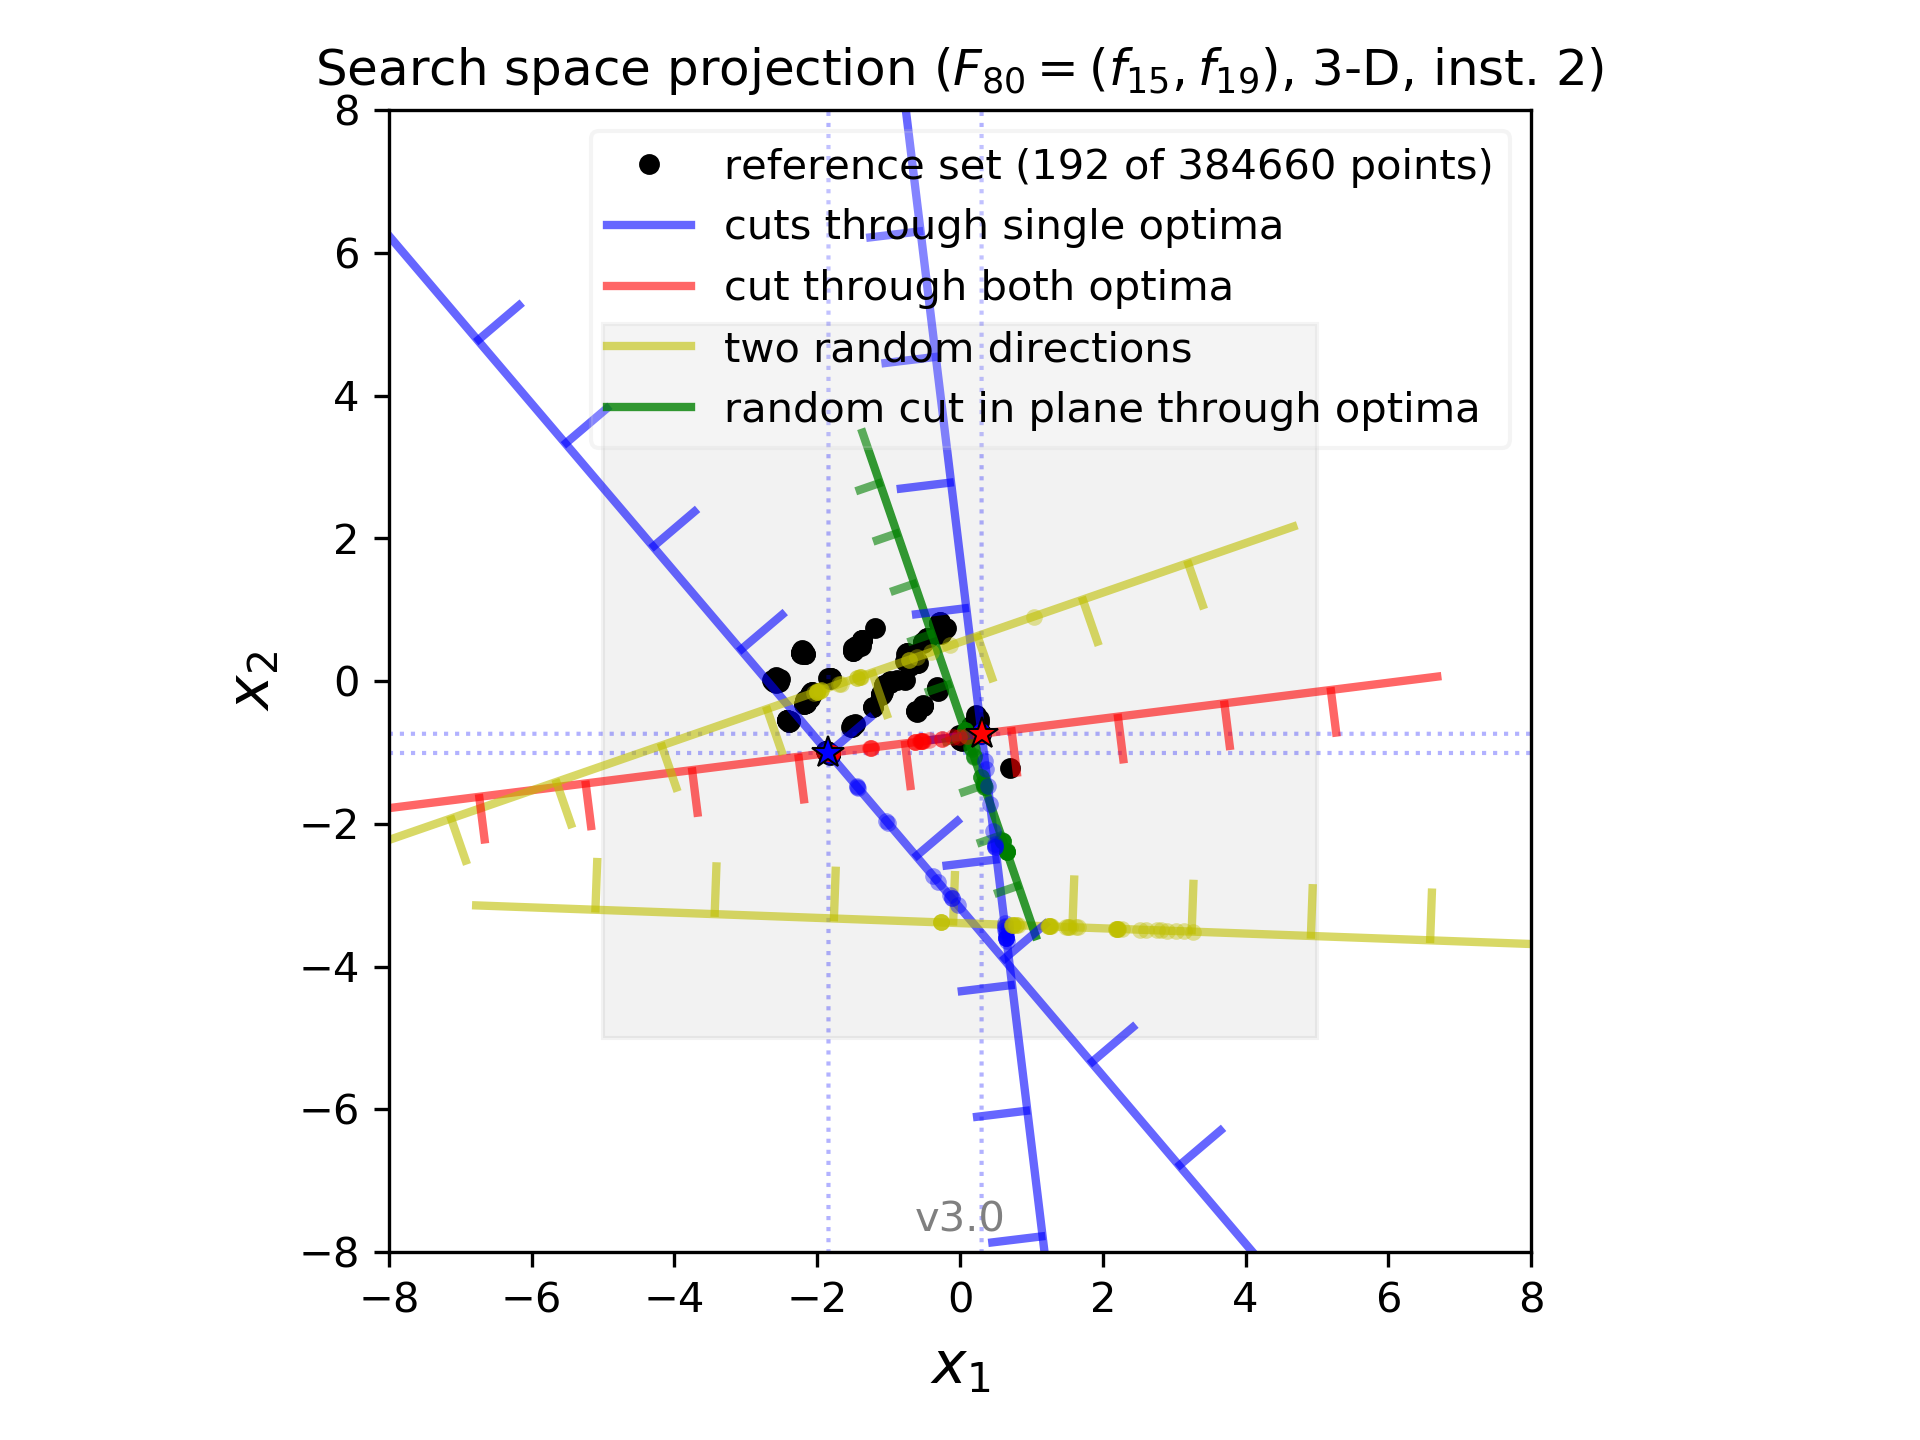 Search space projection (F80 = (f15, f19), 3-D, inst. 2)
reference set (192 of 384660 points)
cuts through single optima
cut through both optima
two random directions
random cut in plane through optima
8
6
4
2
0
−2
−4
−6
−8
x2
v3.0
−8 −6 −4 −2 0 2 4 6 8
x1